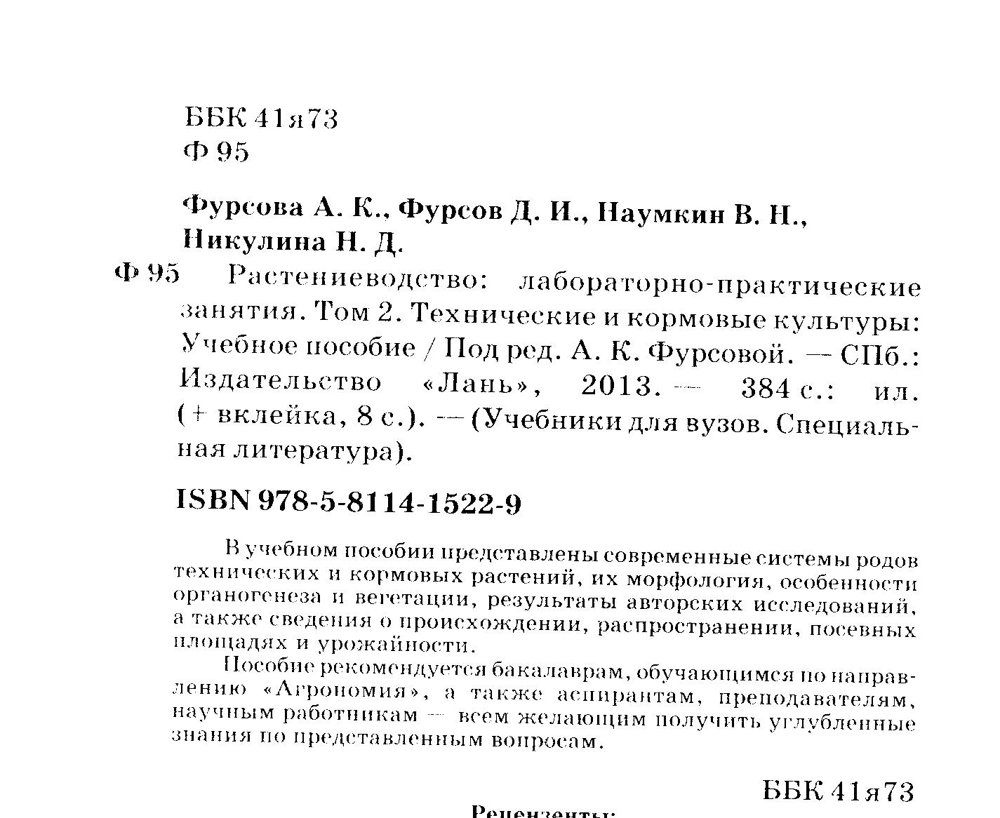 ББК 41я73
Ф 95
Фурсова А. К., Фурсов Д. И., Наумкин В. Н.,
Никулина Н. Д.
Ф 95 Растениеводство: лабораторно-практические
занятия. Том 2. Технические и кормовые культуры:
Учебное пособие / Под ред. А. К. Фурсовой. — СПб.:
Издательство «Лань», 2013. — 384 с.: ил.
(+ вклейка, 8 с.). — (Учебники для вузов. Специаль-
ная литература).
ISBN 978-5-8114-1522-9
В учебном пособии представлены современные системы родов
технических и кормовых растений, их морфология, особенности
органогенеза и вегетации, результаты авторских исследований,
а также сведения о происхождении, распространении, посевных
площадях и урожайности.
Пособие рекомендуется бакалаврам, обучающимся по направ-
лению «Агрономия», а также аспирантам, преподавателям,
научным работникам — всем желающим получить углубленные
знания по представленным вопросам.
ББК 41я73
Рецензенты: